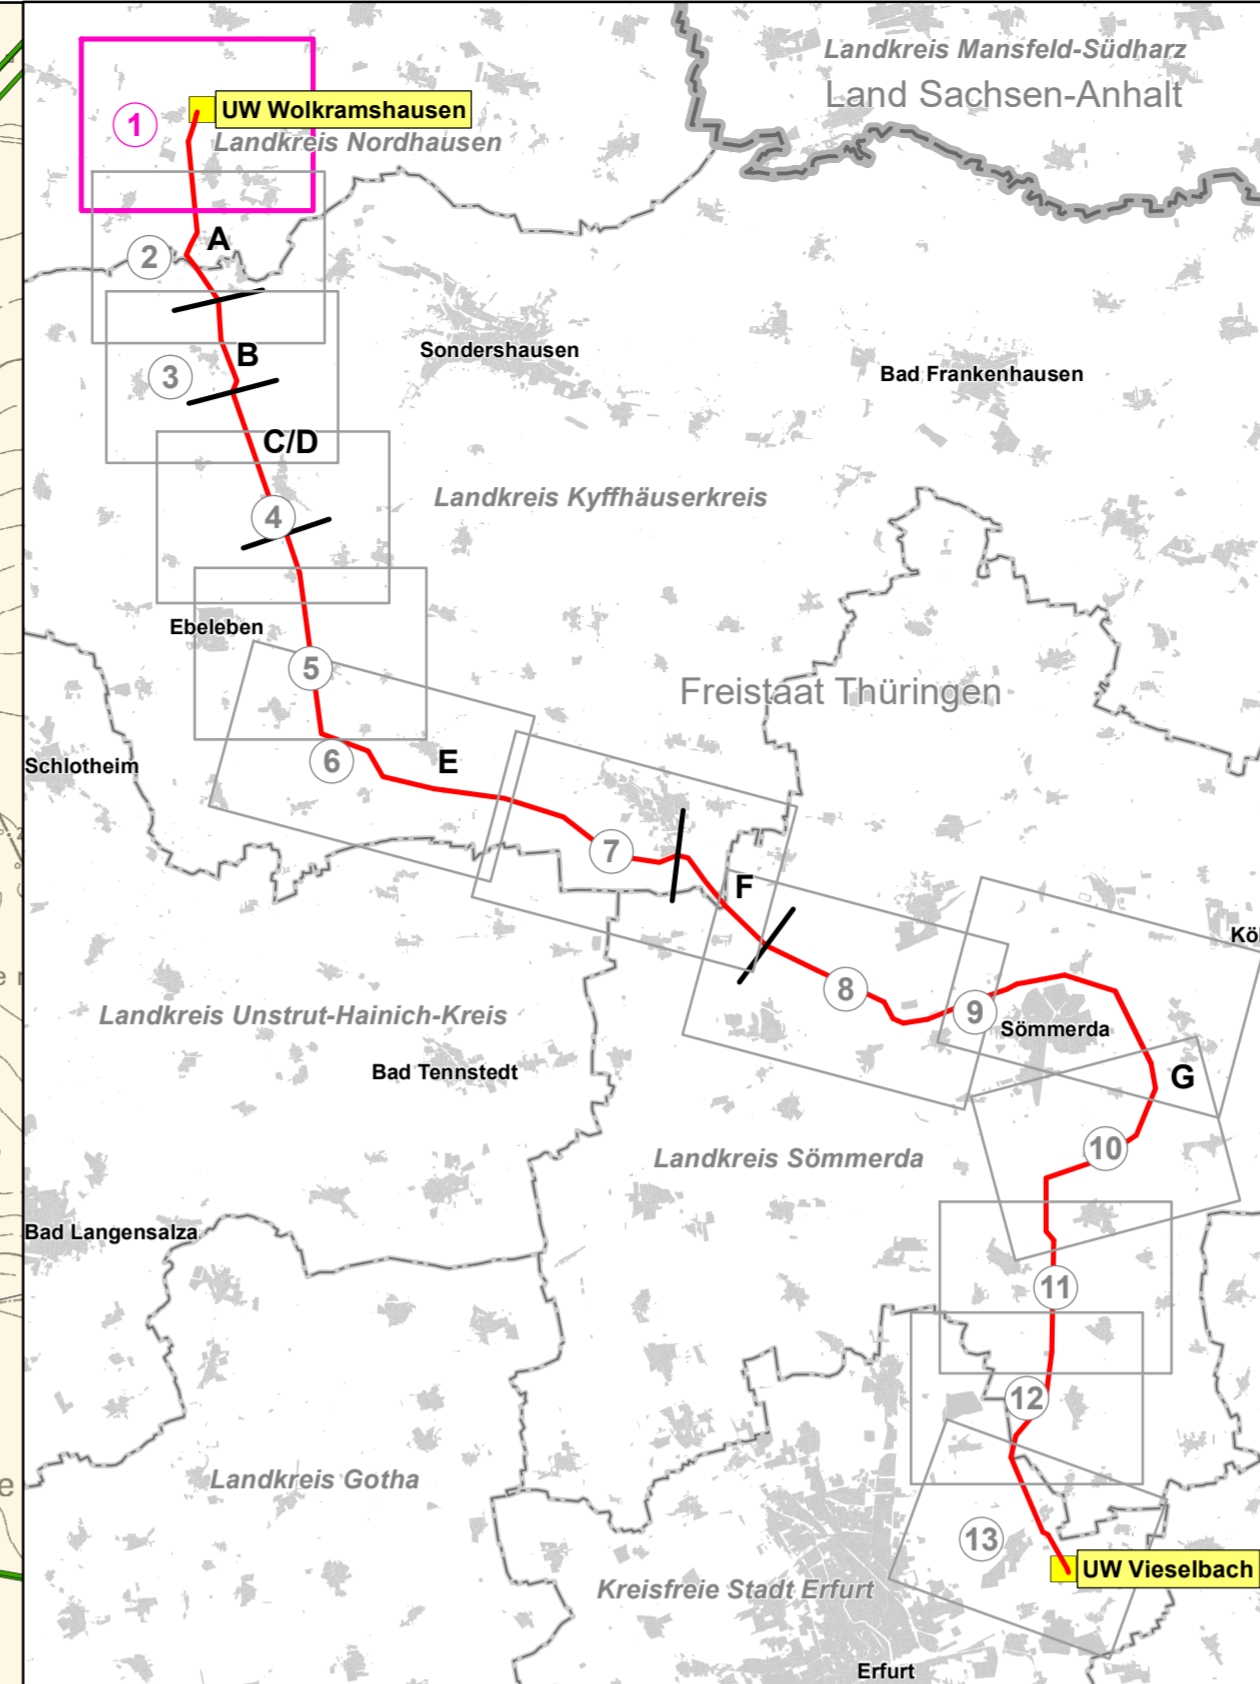 Landkreis Mansfeld-Südharz
Land Sachsen-Anhalt
UW Wolkramshausen
1
Landkreis Nordhausen
A
2
B
Sondershausen
3
Bad Frankenhausen
C/D
Landkreis Kyffhäuserkreis
4
Ebeleben
5
Freistaat Thüringen
Schlotheim
6
E
7
F
Kö
8
9
Landkreis Unstrut-Hainich-Kreis
Sömmerda
Bad Tennstedt
G
10
Landkreis Sömmerda
Bad Langensalza
11
12
Landkreis Gotha
13
UW Vieselbach
Kreisfreie Stadt Erfurt
Erfurt